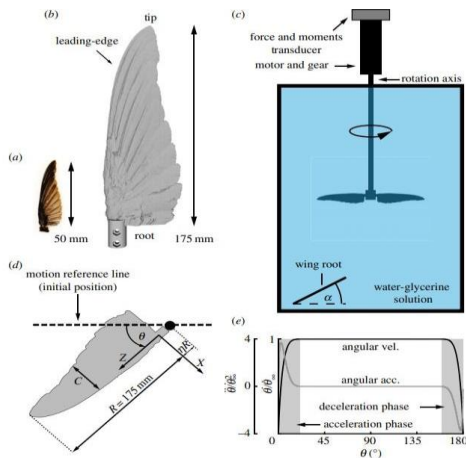 (b)
tip
leading-edge
(a)
50 mm
root
175 mm
(c)
force and moments
transducer
motor and gear
rotation axis
wing root
α
water-glycerine
solution
(d)
motion reference line
(initial position)
θ
Z
C
X
R = 175 mm
(e)
4
0
−4
1
0
angular vel.
angular acc.
deceleration phase
acceleration phase
0 45 90 135 180
θ (°)